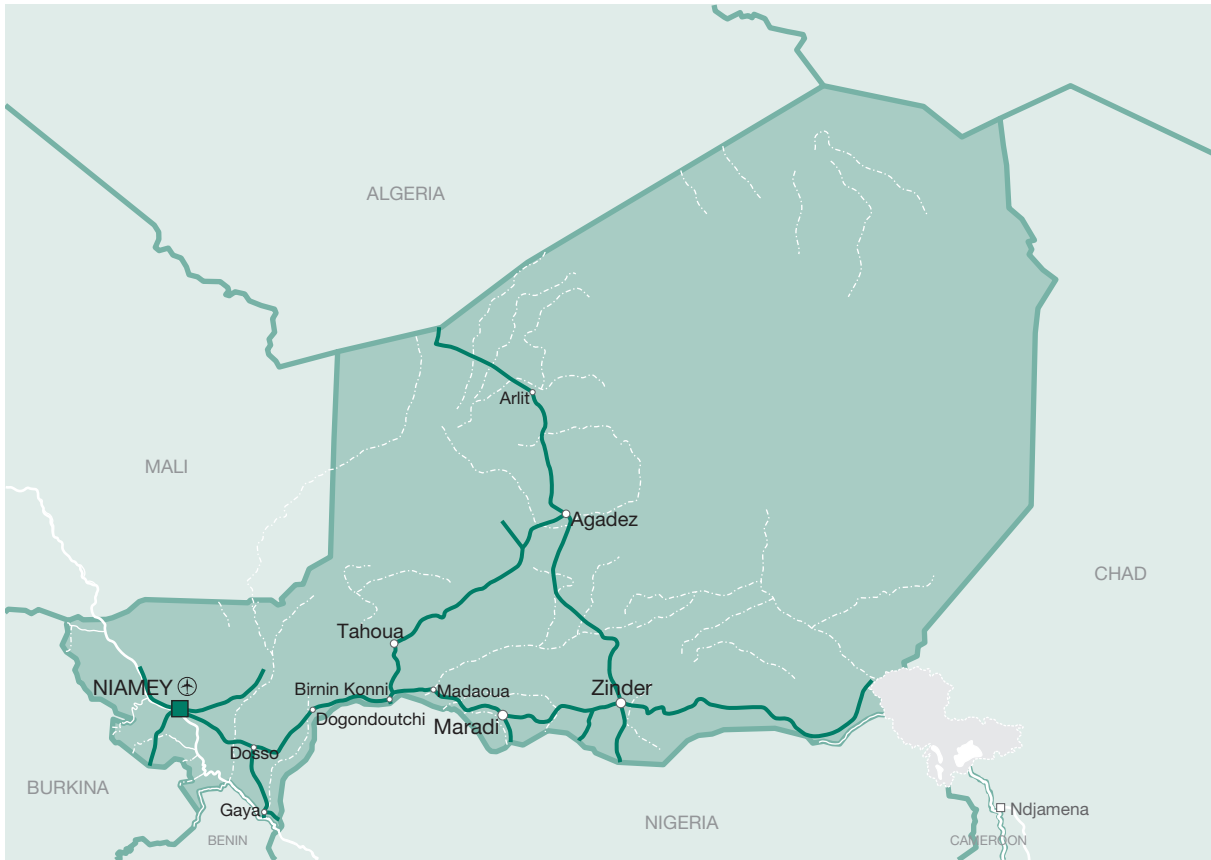 ALGERIA
Arlit
MALI
Agadez
CHAD
Tahoua
NIAMEY
Birnin Konni
Madaoua
Zinder
Dogondoutchi
Maradi
Dosso
BURKINA
Gaya
Ndjamena
NIGERIA
BENIN
CAMEROON